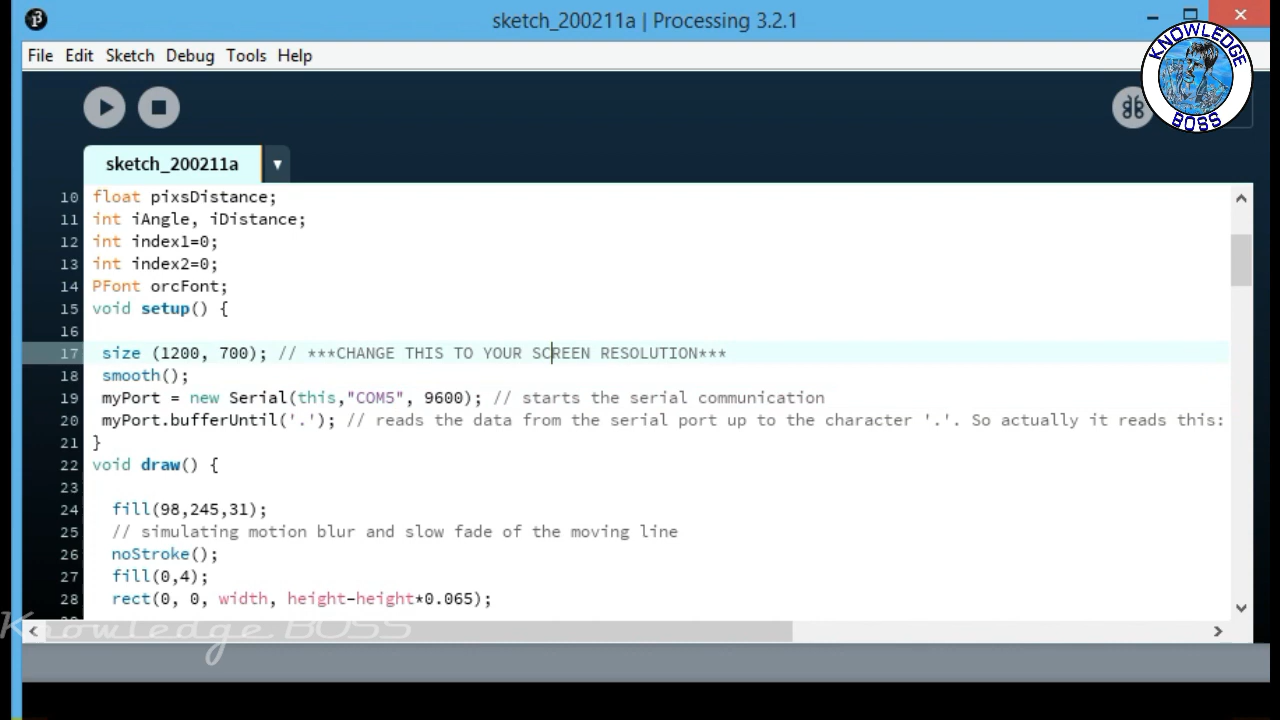 sketch_200211a | Processing 3.2.1
File Edit Sketch Debug Tools Help
KNOWLEDGE
BOSS
sketch_200211a
10 float pixsDistance;
11 int iAngle, iDistance;
12 int index1=0;
13 int index2=0;
14 PFont orcFont;
15 void setup() {
16
17 size (1200, 700); // ***CHANGE THIS TO YOUR SCREEN RESOLUTION***
18 smooth();
19 myPort = new Serial(this,"COM5", 9600); // starts the serial communication
20 myPort.bufferUntil('.'); // reads the data from the serial port up to the character '.'. So actually it reads this:
21 }
22 void draw() {
23
24 fill(98,245,31);
25 // simulating motion blur and slow fade of the moving line
26 noStroke();
27 fill(0,4);
28 rect(0, 0, width, height-height*0.065);
Knowledge BOSS